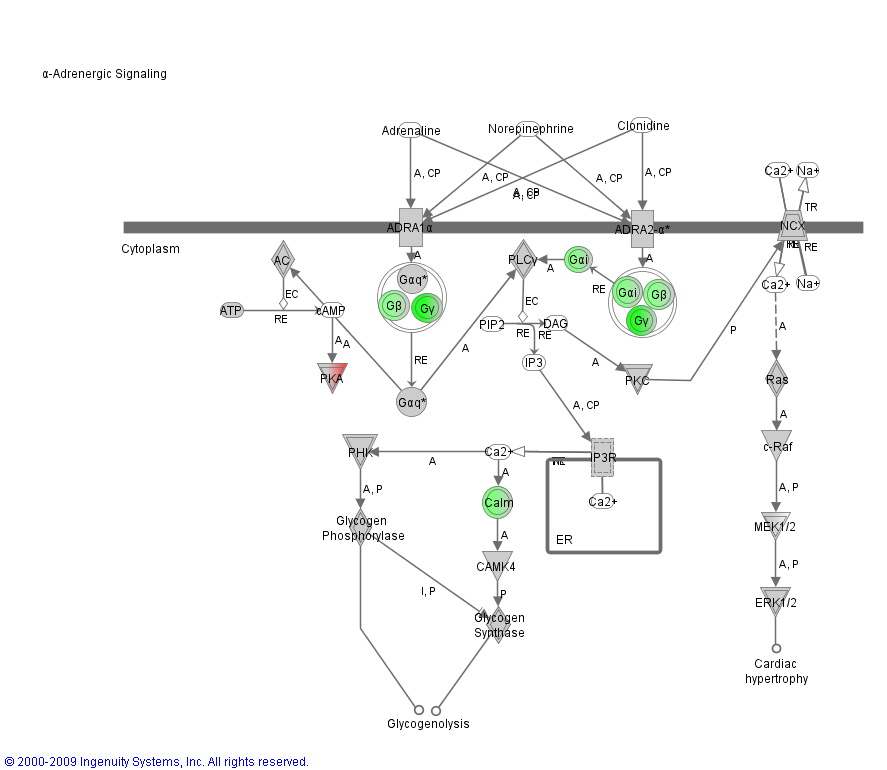 α-Adrenergic Signaling
Adrenaline
Norepinephrine
Clonidine
A, CP
A, CP
A, CP
A, CP
A, CP
Ca2+
Na+
TR
ADRA1α
ADRA2-α*
NCX
Cytoplasm
RE
RE
A
A
AC
PLCγ
Gαi
A
Gαq*
Gαi
Gβ
Gβ
Gγ
Gγ
RE
Ca2+
Na+
EC
EC
ATP
cAMP
RE
PIP2
DAG
RE
RE
P
A
A
A
A
RE
IP3
A
PKA
PKC
Ras
Gαq*
A, CP
A
PHK
A
Ca2+
IP3R
c-Raf
A
A, P
A, P
Calm
Ca2+
Glycogen
Phosphorylase
A
ER
MEK1/2
CAMK4
A, P
I, P
P
ERK1/2
Glycogen
Synthase
Cardiac
hypertrophy
Glycogenolysis
© 2000-2009 Ingenuity Systems, Inc. All rights reserved.